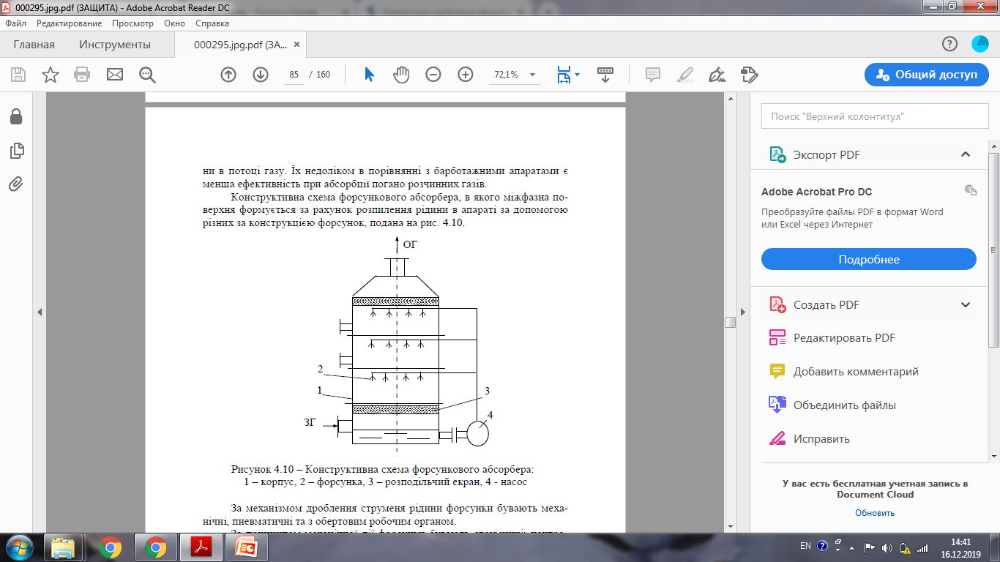 000295.jpg.pdf (ЗАЩИТА) - Adobe Acrobat Reader DC
Файл Редактирование Просмотр Окно Справка
Главная Инструменты 000295.jpg.pdf (ЗА... ×
85 / 160 72,1% Общий доступ
ни в потоці газу. Їх недоліком в порівнянні з барботажними апаратами є
менша ефективність при абсорбції погано розчинних газів.
Конструктивна схема форсункового абсорбера, в якого міжфазна по-
верхня формується за рахунок розпилення рідини в апараті за допомогою
різних за конструкцією форсунок, подана на рис. 4.10.
ОГ
2
1
3
4
ЗГ
Рисунок 4.10 – Конструктивна схема форсункового абсорбера:
1 – корпус, 2 – форсунка, 3 – розподільчий екран, 4 - насос
За механізмом дроблення струменя рідини форсунки бувають меха-
нічні, пневматичні та з обертовим робочим органом.
Поиск "Верхний колонтитул"
Экспорт PDF
Adobe Acrobat Pro DC
Преобразуйте файлы PDF в формат Word
или Excel через Интернет
Подробнее
Создать PDF
Редактировать PDF
Добавить комментарий
Объединить файлы
Исправить
У вас есть бесплатная учетная запись в
Document Cloud
Обновить
EN
14:41
16.12.2019